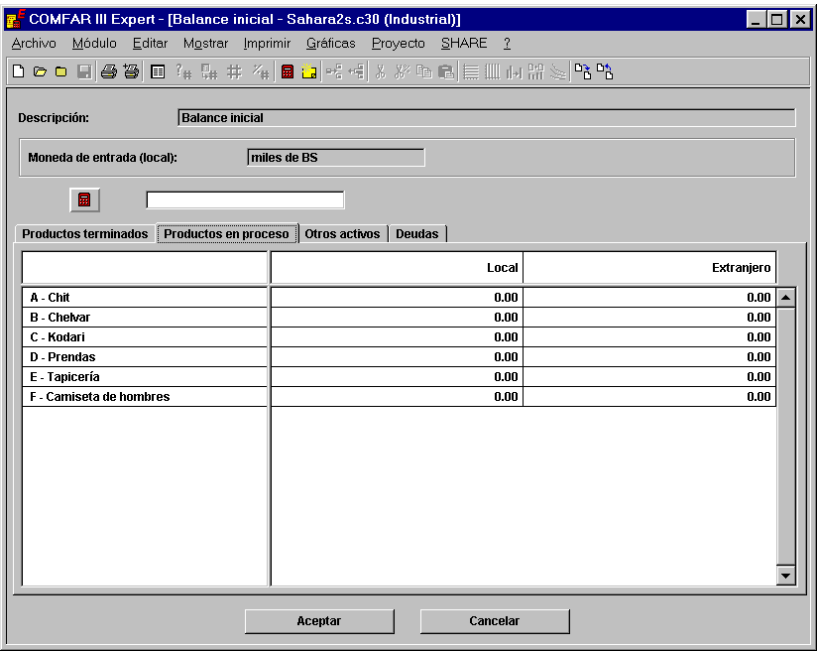 COMFAR III Expert - [Balance inicial - Sahara2s.c30 (Industrial)]
Archivo Módulo Editar Mostrar Imprimir Gráficas Proyecto SHARE ?
Descripción: Balance inicial
Moneda de entrada (local): miles de BS
Productos terminados Productos en proceso Otros activos Deudas
Local Extranjero
A - Chit 0.00 0.00
B - Chelvar 0.00 0.00
C - Kodari 0.00 0.00
D - Prendas 0.00 0.00
E - Tapicería 0.00 0.00
F - Camiseta de hombres 0.00 0.00
Aceptar Cancelar